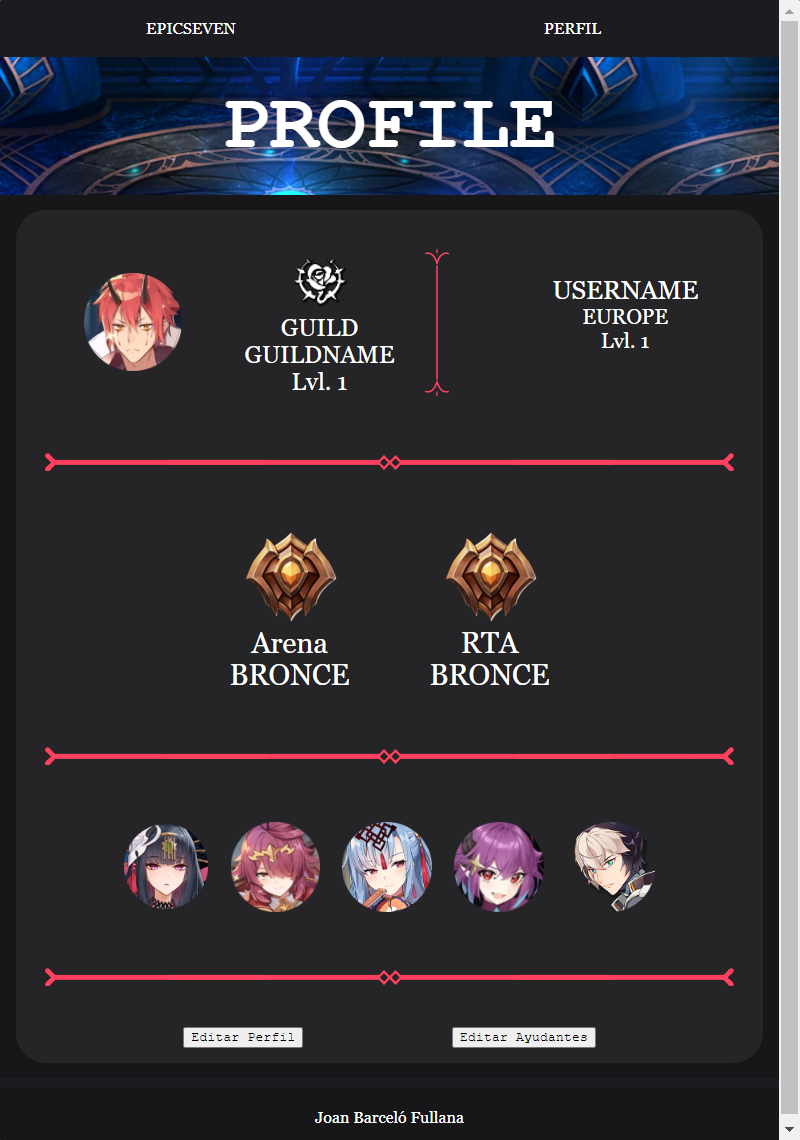 EPICSEVEN PERFIL
PROFILE
GUILD
GUILDNAME
Lvl. 1
USERNAME
EUROPE
Lvl. 1
Arena
BRONCE
RTA
BRONCE
Editar Perfil
Editar Ayudantes
Joan Barceló Fullana